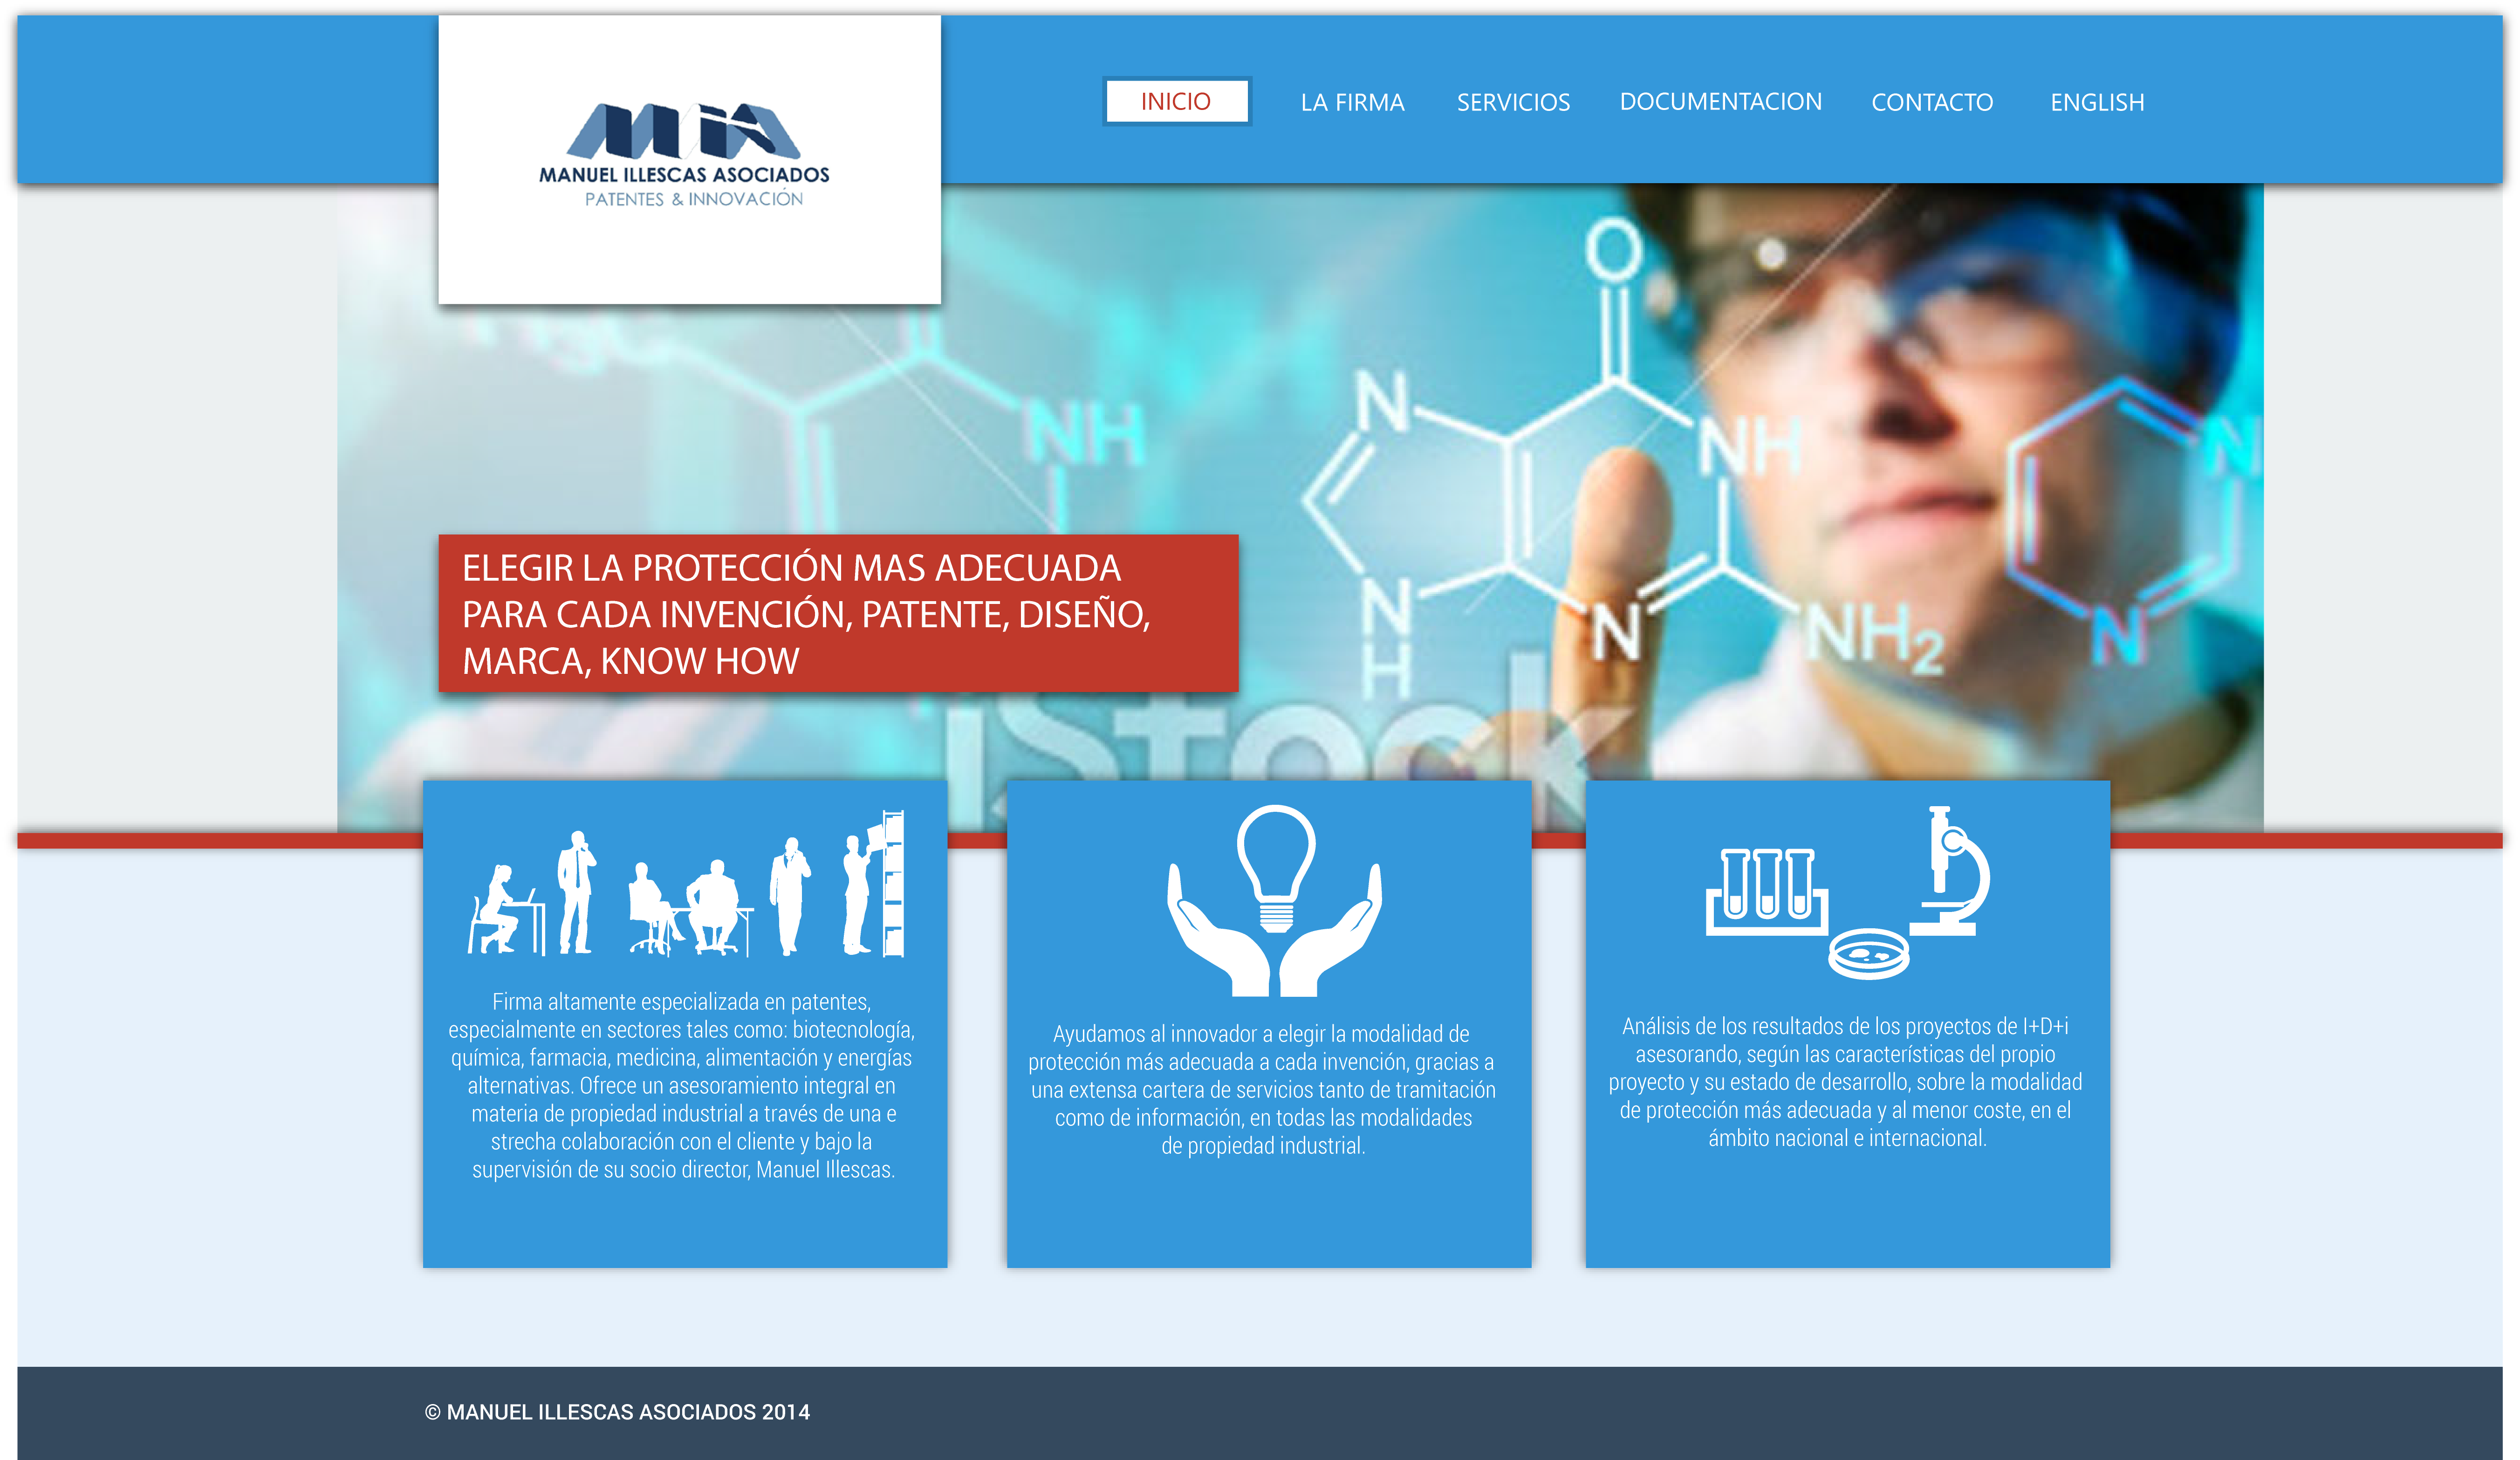 MIA
MANUEL ILLESCAS ASOCIADOS
PATENTES & INNOVACIÓN
INICIO
LA FIRMA
SERVICIOS
DOCUMENTACION
CONTACTO
ENGLISH
O
N
NH
N
H
N
NH2
NH
N
N
ELEGIR LA PROTECCIÓN MAS ADECUADA
PARA CADA INVENCIÓN, PATENTE, DISEÑO,
MARCA, KNOW HOW
iStock
Firma altamente especializada en patentes,
especialmente en sectores tales como: biotecnología,
química, farmacia, medicina, alimentación y energías
alternativas. Ofrece un asesoramiento integral en
materia de propiedad industrial a través de una e
strecha colaboración con el cliente y bajo la
supervisión de su socio director, Manuel Illescas.
Ayudamos al innovador a elegir la modalidad de
protección más adecuada a cada invención, gracias a
una extensa cartera de servicios tanto de tramitación
como de información, en todas las modalidades
de propiedad industrial.
Análisis de los resultados de los proyectos de I+D+i
asesorando, según las características del propio
proyecto y su estado de desarrollo, sobre la modalidad
de protección más adecuada y al menor coste, en el
ámbito nacional e internacional.
© MANUEL ILLESCAS ASOCIADOS 2014